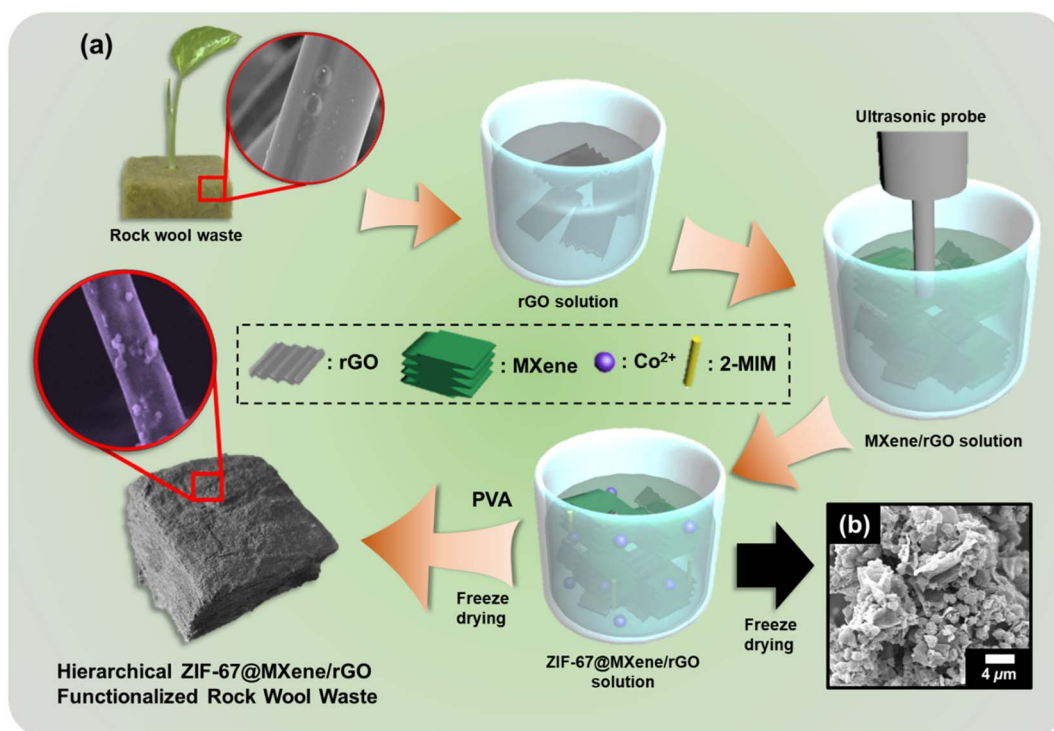 (a)
Rock wool waste
rGO solution
Ultrasonic probe
MXene/rGO solution
: rGO
: MXene
: Co²⁺
: 2-MIM
PVA
Freeze
drying
ZIF-67@MXene/rGO
solution
Freeze
drying
(b)
4 µm
Hierarchical ZIF-67@MXene/rGO
Functionalized Rock Wool Waste